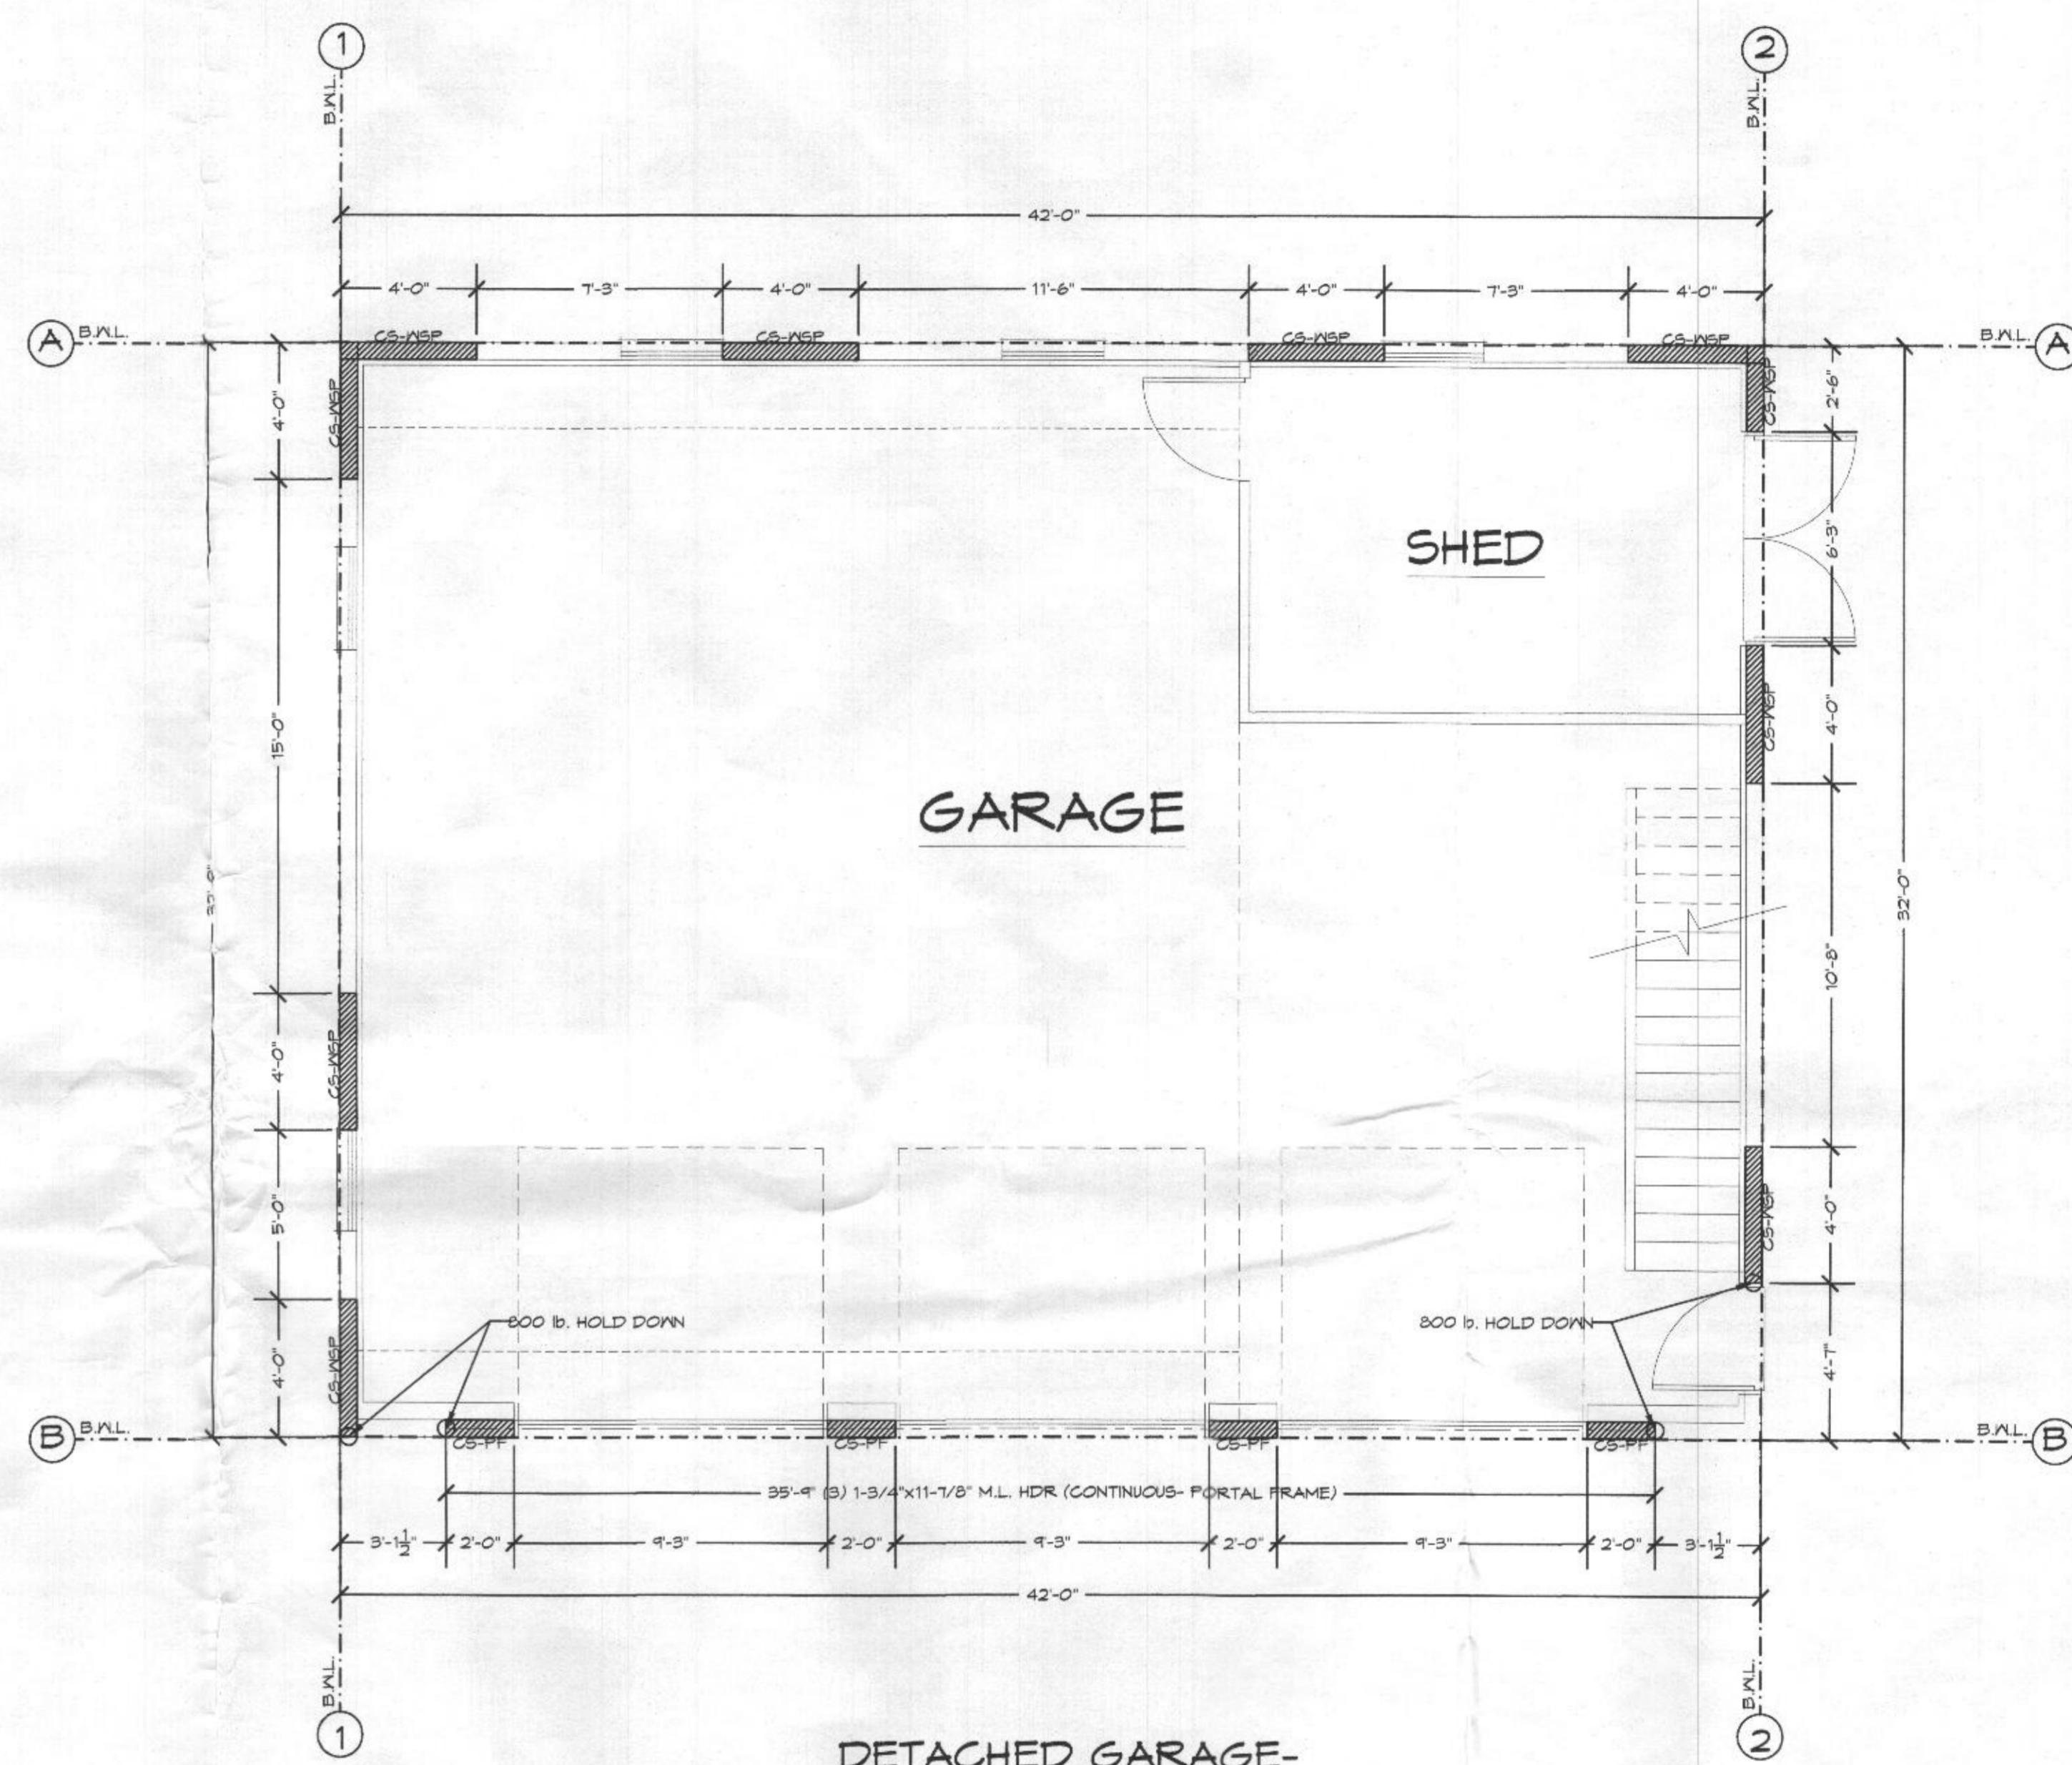 1
2
B.W.L.
B.W.L.
42'-0"
4'-0" 7'-3" 4'-0" 11'-6" 4'-0" 7'-3" 4'-0"
A B.W.L.
B.W.L. A
CS-WSP CS-WSP CS-WSP CS-WSP
4'-0"
CS-WSP
CS-WSP
2'-6"
6'-3"
SHED
15'-0"
CS-WSP
4'-0"
GARAGE
32'-0"
10'-8"
4'-0"
CS-WSP
5'-0"
CS-WSP
4'-0"
800 lb. HOLD DOWN
800 lb. HOLD DOWN
4'-0"
CS-WSP
4'-7"
B B.W.L.
B.W.L. B
CS-PF CS-PF CS-PF CS-PF
35'-9" (3) 1-3/4"x11-7/8" M.L. HDR (CONTINUOUS- PORTAL FRAME)
3'-1½" 2'-0" 9'-3" 2'-0" 9'-3" 2'-0" 9'-3" 2'-0" 3'-1½"
42'-0"
B.W.L.
B.W.L.
1
2
DETACHED GARAGE-